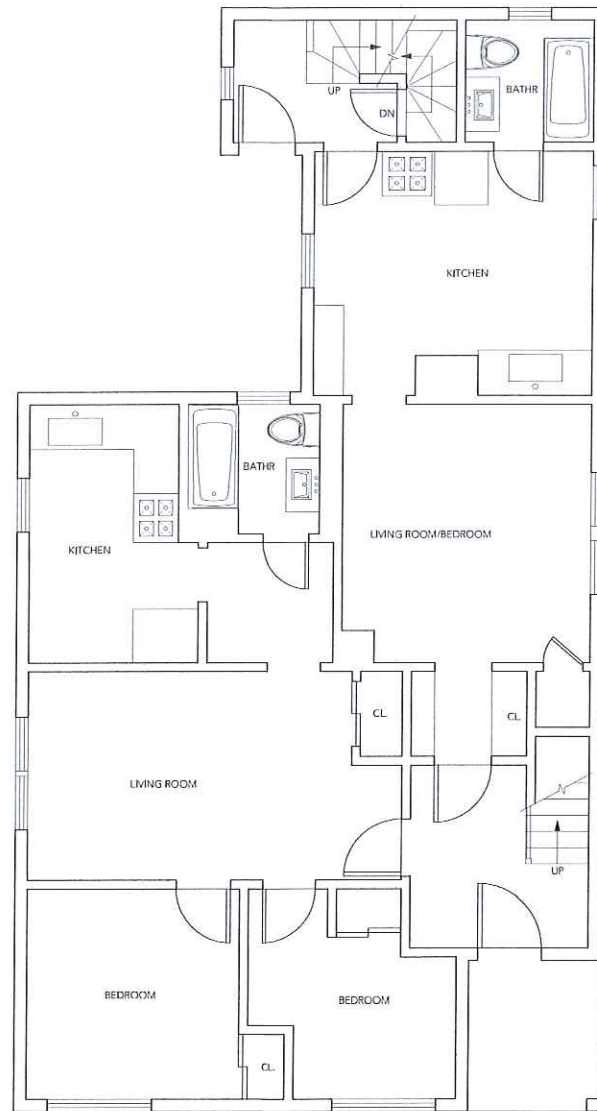 UP
DN
BATHR
KITCHEN
BATHR
KITCHEN
LIVING ROOM/BEDROOM
CL.
CL.
LIVING ROOM
UP
BEDROOM
BEDROOM
CL.